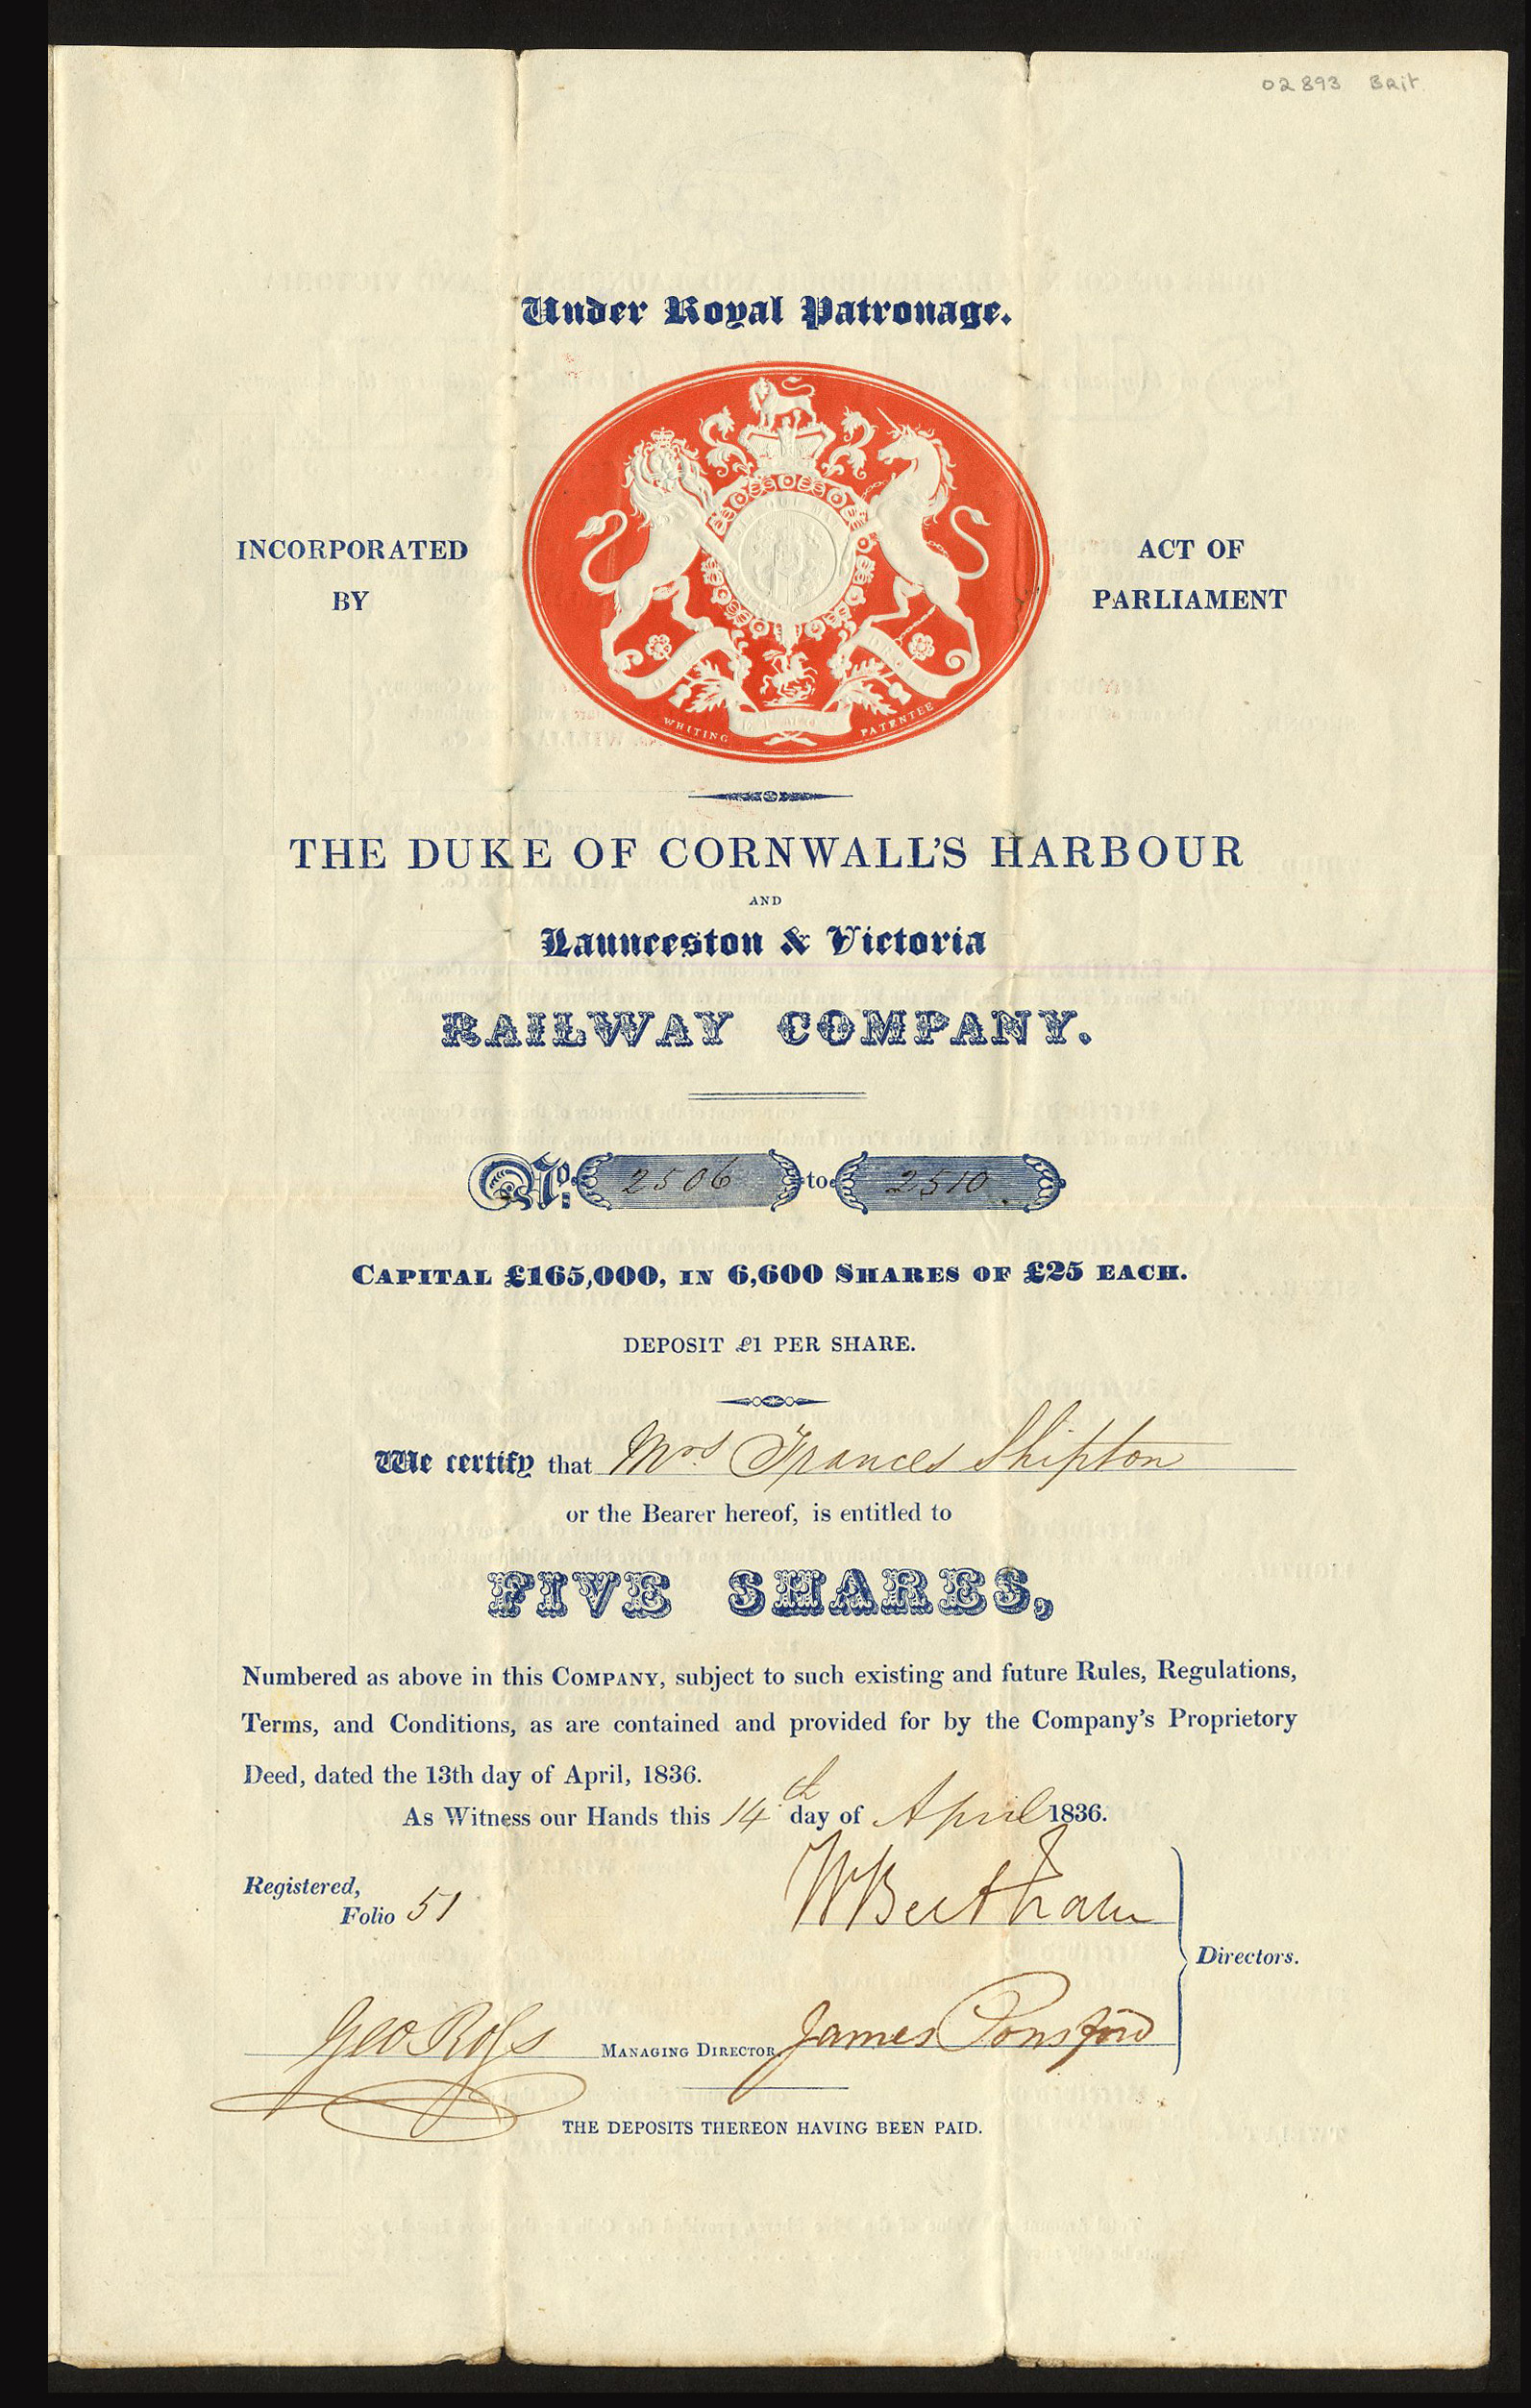 02893 Brit
Under Royal Patronage.
INCORPORATED
BY
ACT OF
PARLIAMENT
DIEU
DROIT
WHITING
PATENTEE
THE DUKE OF CORNWALL'S HARBOUR
AND
Launceston & Victoria
RAILWAY COMPANY.
No. 2506 to 2510
CAPITAL £165,000, IN 6,600 SHARES OF £25 EACH.
DEPOSIT £1 PER SHARE.
We certify that Mrs Frances Shipton
or the Bearer hereof, is entitled to
FIVE SHARES,
Numbered as above in this COMPANY, subject to such existing and future Rules, Regulations,
Terms, and Conditions, as are contained and provided for by the Company's Proprietory
Deed, dated the 13th day of April, 1836.
As Witness our Hands this 14th day of April 1836.
Registered,
Folio 51
Directors.
Geo MANAGING DIRECTOR James Ponsford
THE DEPOSITS THEREON HAVING BEEN PAID.